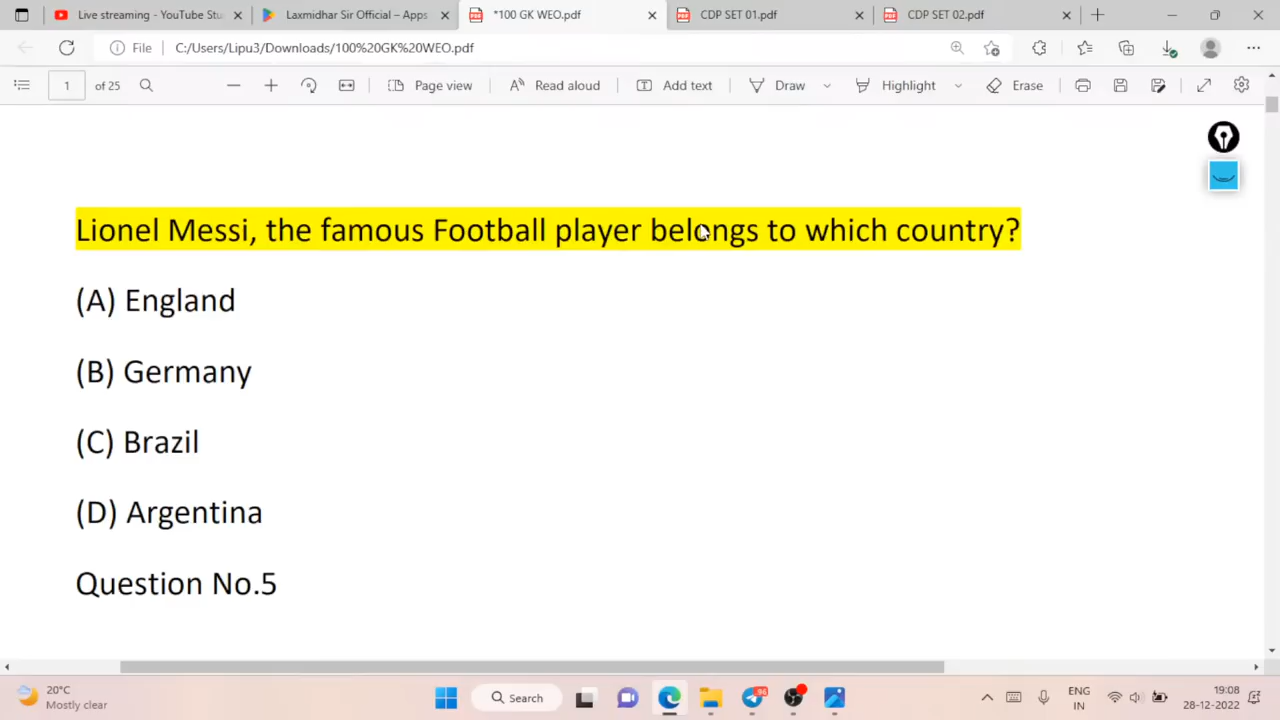 Live streaming - YouTube Stu
Laxmidhar Sir Official – Apps
*100 GK WEO.pdf
CDP SET 01.pdf
CDP SET 02.pdf
File
C:/Users/Lipu3/Downloads/100%20GK%20WEO.pdf
1 of 25
Page view
Read aloud
Add text
Draw
Highlight
Erase
Lionel Messi, the famous Football player belongs to which country?
(A) England
(B) Germany
(C) Brazil
(D) Argentina
Question No.5
20°C
Mostly clear
Search
96
ENG
IN
19:08
28-12-2022